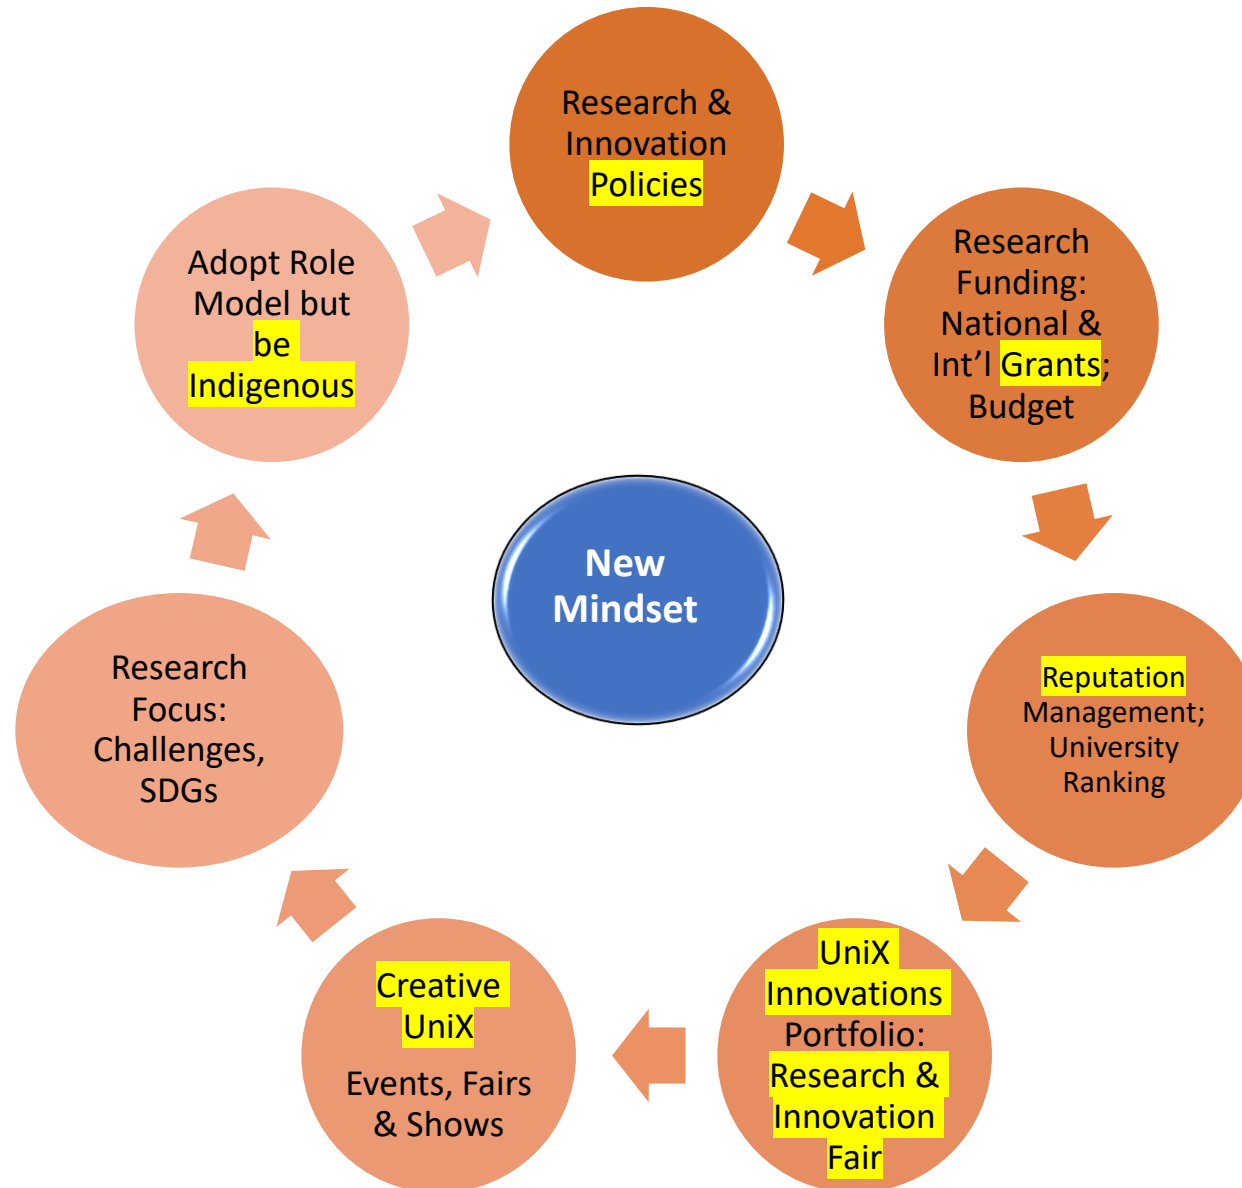 Research &
Innovation
Policies
Research
Funding:
National &
Int’l Grants;
Budget
Reputation
Management;
University
Ranking
UniX
Innovations
Portfolio:
Research &
Innovation
Fair
Creative
UniX
Events, Fairs
& Shows
Research
Focus:
Challenges,
SDGs
Adopt Role
Model but
be
Indigenous
New
Mindset